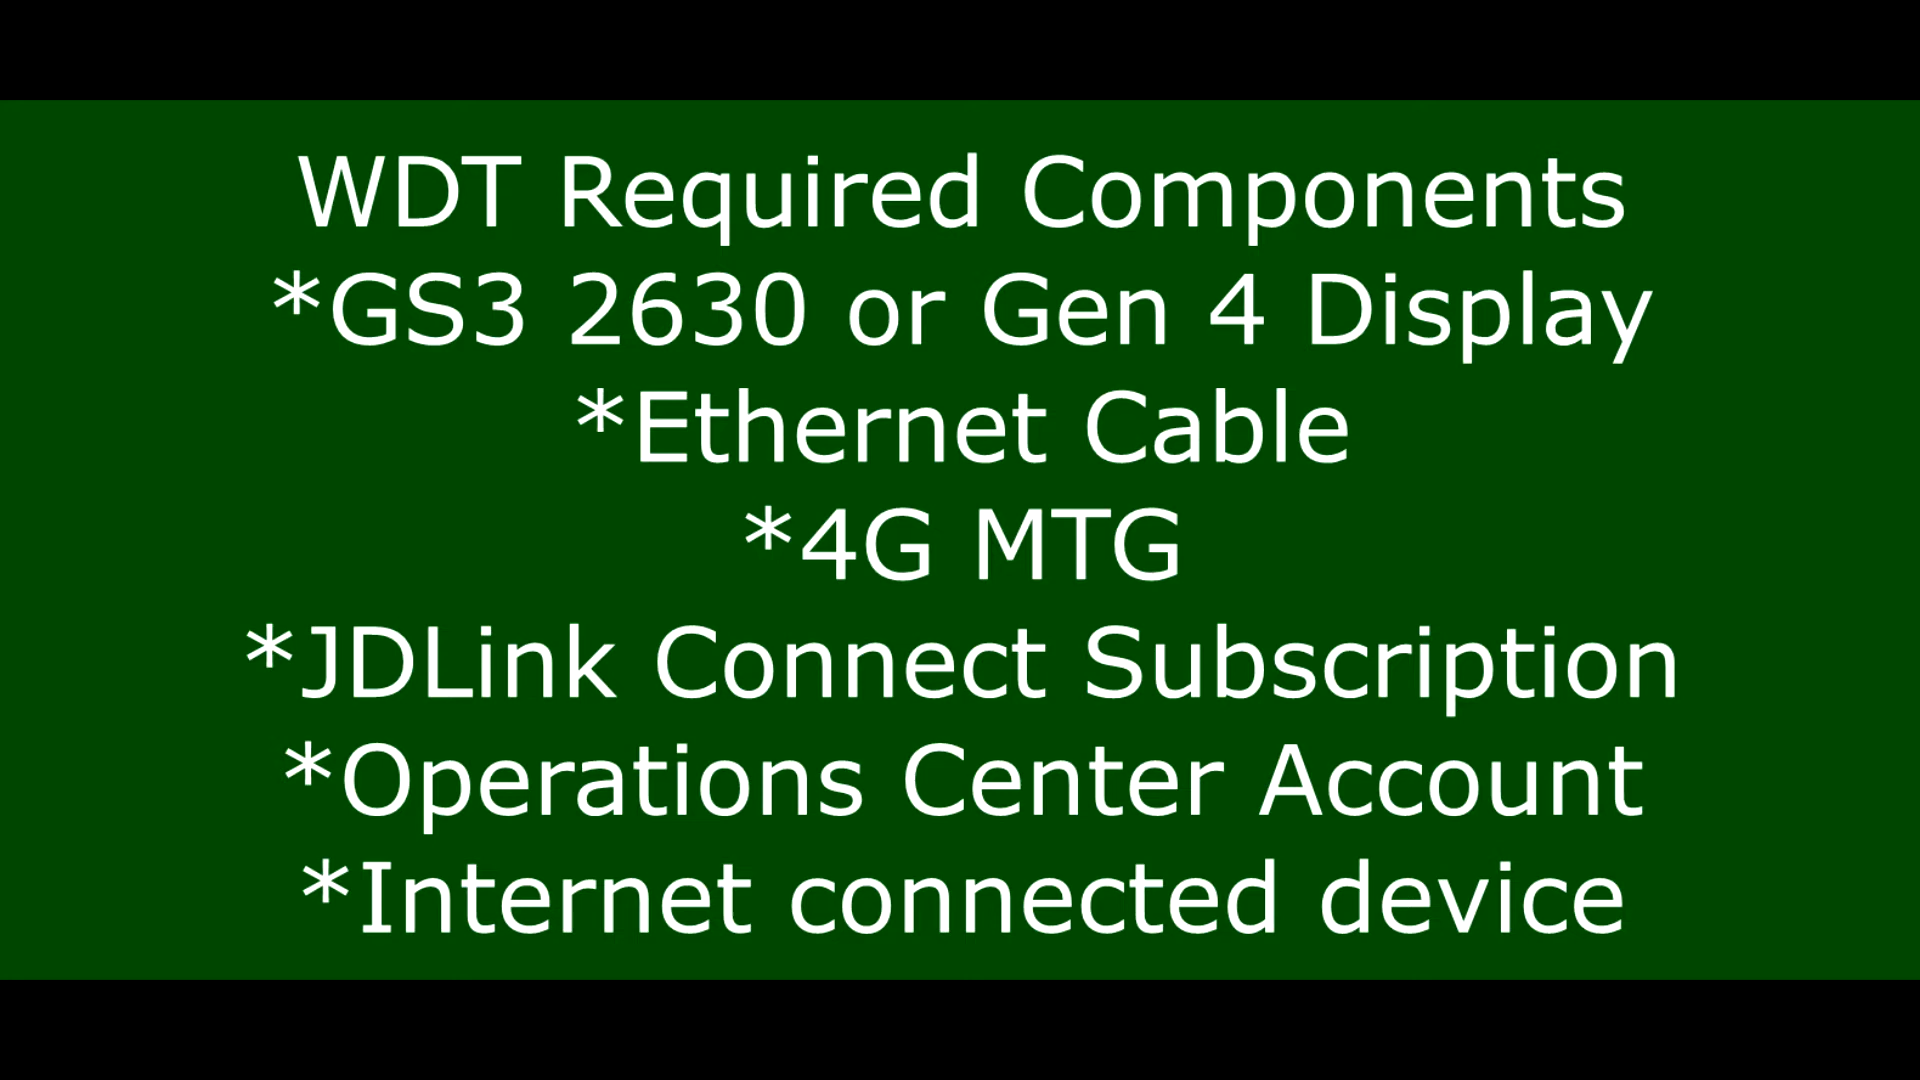 WDT Required Components
*GS3 2630 or Gen 4 Display
*Ethernet Cable
*4G MTG
*JDLink Connect Subscription
*Operations Center Account
*Internet connected device